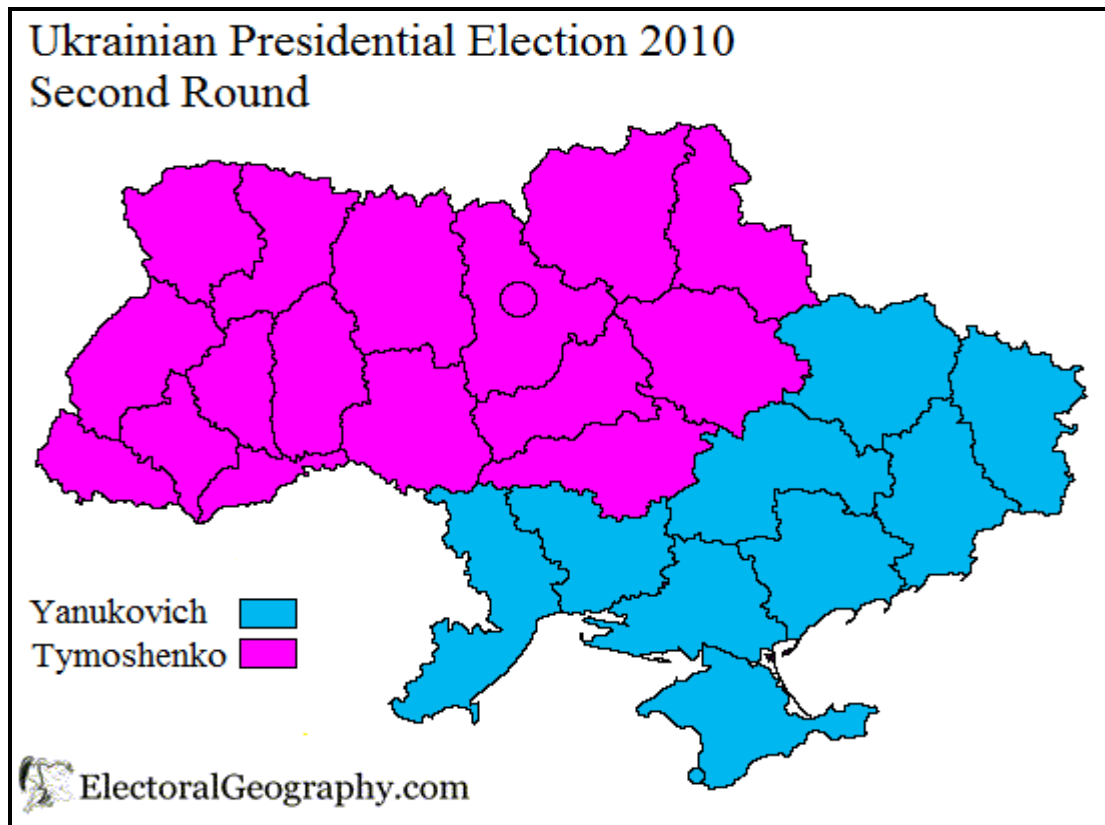 Ukrainian Presidential Election 2010
Second Round
Yanukovich
Tymoshenko
ElectoralGeography.com